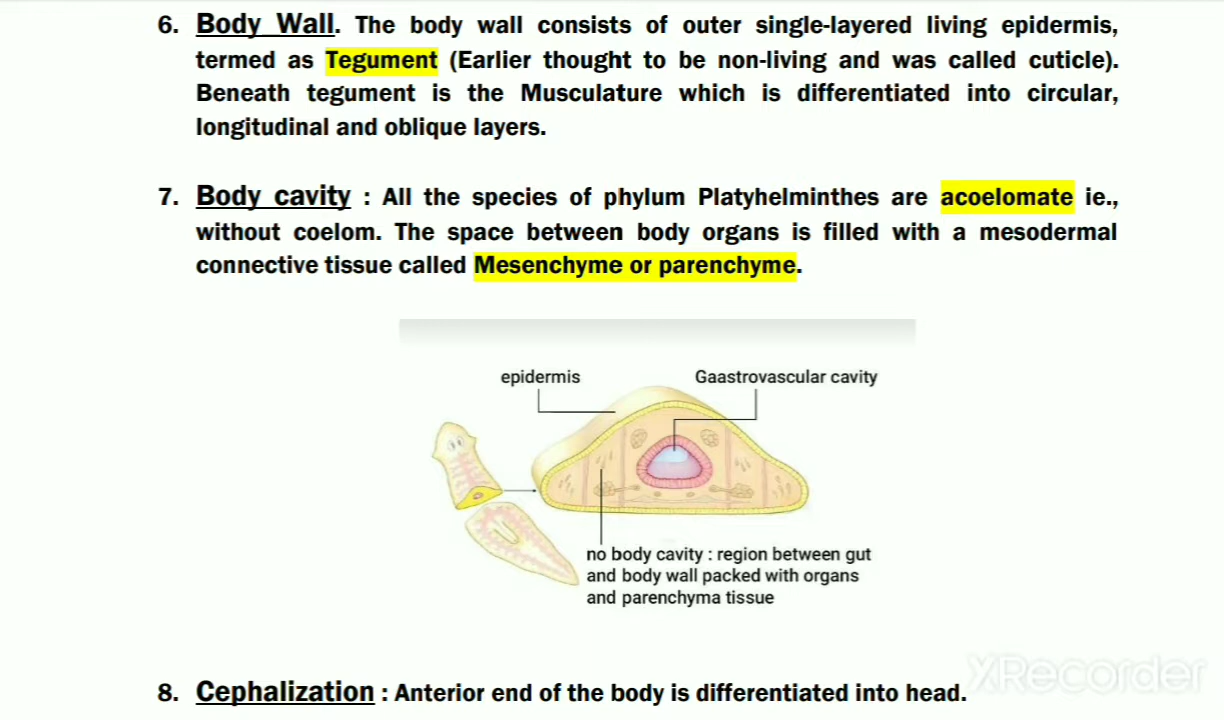 6. Body Wall. The body wall consists of outer single-layered living epidermis,
termed as Tegument (Earlier thought to be non-living and was called cuticle).
Beneath tegument is the Musculature which is differentiated into circular,
longitudinal and oblique layers.
7. Body cavity : All the species of phylum Platyhelminthes are acoelomate ie.,
without coelom. The space between body organs is filled with a mesodermal
connective tissue called Mesenchyme or parenchyme.
epidermis
Gaastrovascular cavity
no body cavity : region between gut
and body wall packed with organs
and parenchyma tissue
8. Cephalization : Anterior end of the body is differentiated into head.
XRecorder